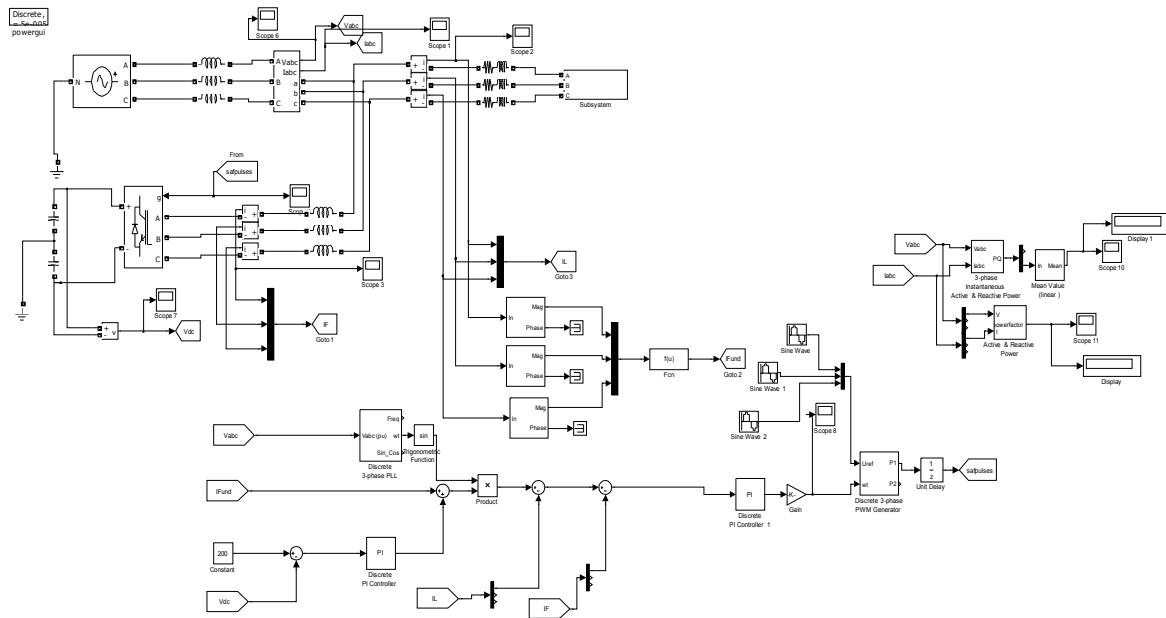 Discrete,
= 5e-005
powergui
Scope 6
Vabc
Iabc
Scope 1
Scope 2
N
A
B
C
A
B
C
Vabc
Iabc
a
b
c
+
i
-
+
i
-
+
i
-
A
B
C
Subsystem
From
safpulses
g
A
B
C
+
-
i
-
+
i
-
+
i
-
+
Scope 3
Scope 7
+
-
v
Vdc
IF
Goto 1
IL
Goto 3
In
Mag
Phase
In
Mag
Phase
In
Mag
Phase
f(u)
Fcn
IFund
Goto 2
Sine Wave
Sine Wave 1
Sine Wave 2
Scope 8
Vabc
Iabc
Vabc
Iabc
PQ
3-phase
Instantaneous
Active & Reactive Power
In
Mean
Mean Value
(linear )
Display 1
Scope 10
V
I
powerfactor
Active & Reactive
Power
Scope 11
Display
Vabc
Vabc (pu)
Freq
wt
Sin_Cos
Discrete
3-phase PLL
sin
Trigonometric
Function
IFund
×
Product
200
Constant
Vdc
PI
Discrete
PI Controller
IL
IF
PI
Discrete
PI Controller 1
-K-
Gain
Uref
wt
P1
P2
Discrete 3-phase
PWM Generator
1
z
Unit Delay
safpulses